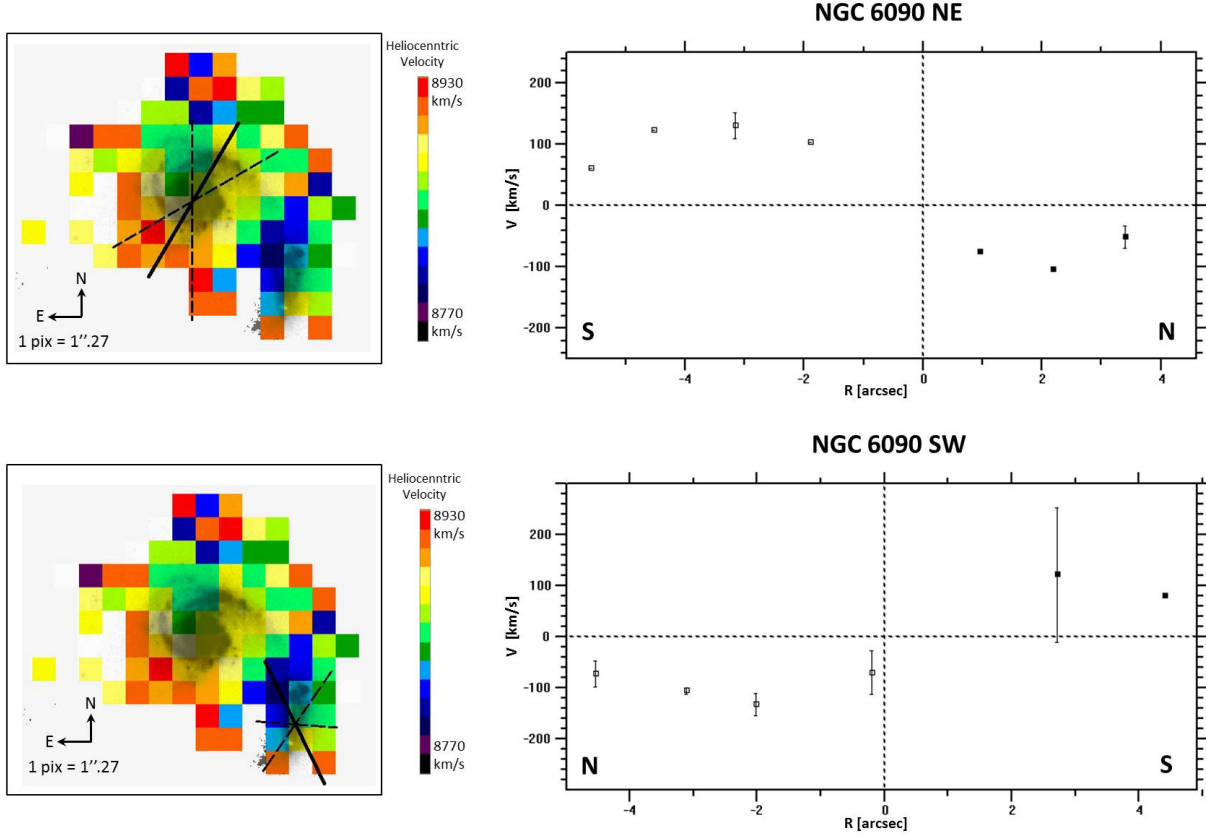 NGC 6090 NE
Heliocenntric
Velocity
8930
km/s
8770
km/s
N
E
1 pix = 1’’.27
V [km/s]
200
100
0
-100
-200
S
N
-4
-2
0
2
4
R [arcsec]
NGC 6090 SW
Heliocenntric
Velocity
8930
km/s
8770
km/s
N
E
1 pix = 1’’.27
V [km/s]
200
100
0
-100
-200
N
S
-4
-2
0
2
4
R [arcsec]